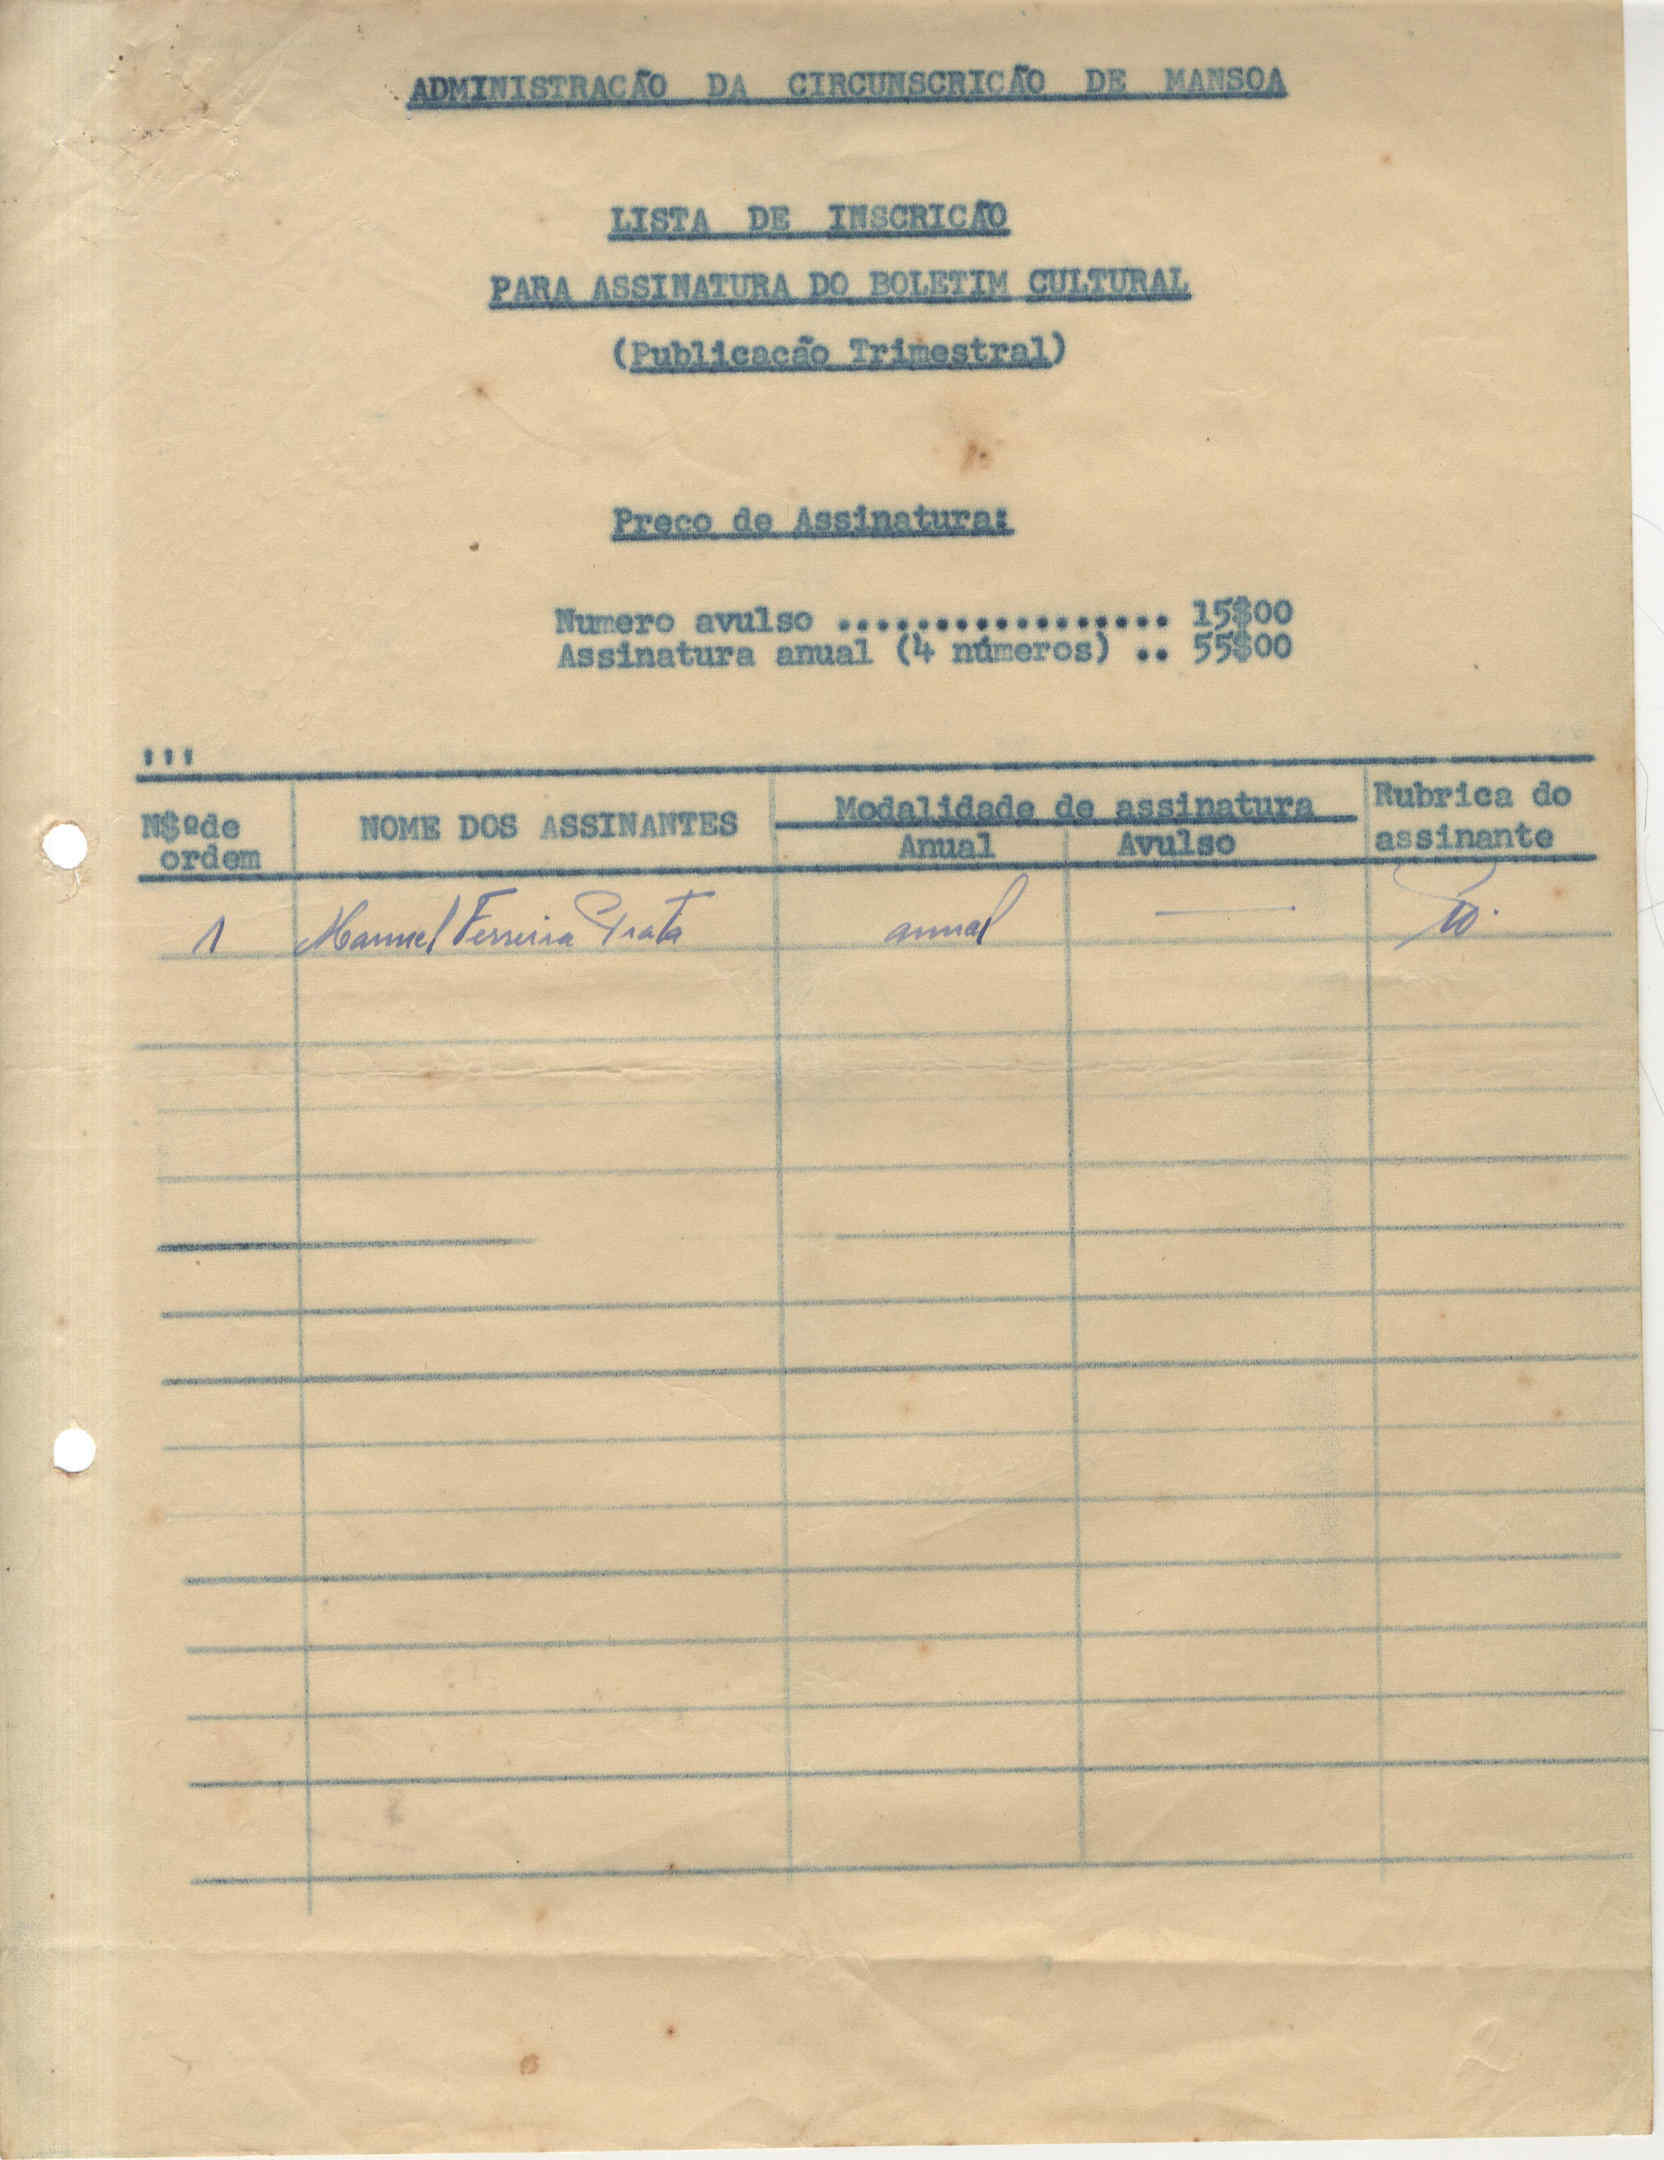 ADMINISTRAÇÃO DA CIRCUNSCRIÇÃO DE MANSOA
LISTA DE INSCRIÇÃO
PARA ASSINATURA DO BOLETIM CULTURAL
(Publicação Trimestral)
Preço de Assinatura:
Numero avulso ................. 15$00
Assinatura anual (4 números) .. 55$00
'''
N$ºde ordem NOME DOS ASSINANTES Modalidade de assinatura Anual Avulso Rubrica do assinante
1 Manuel Ferreira Prata anual —